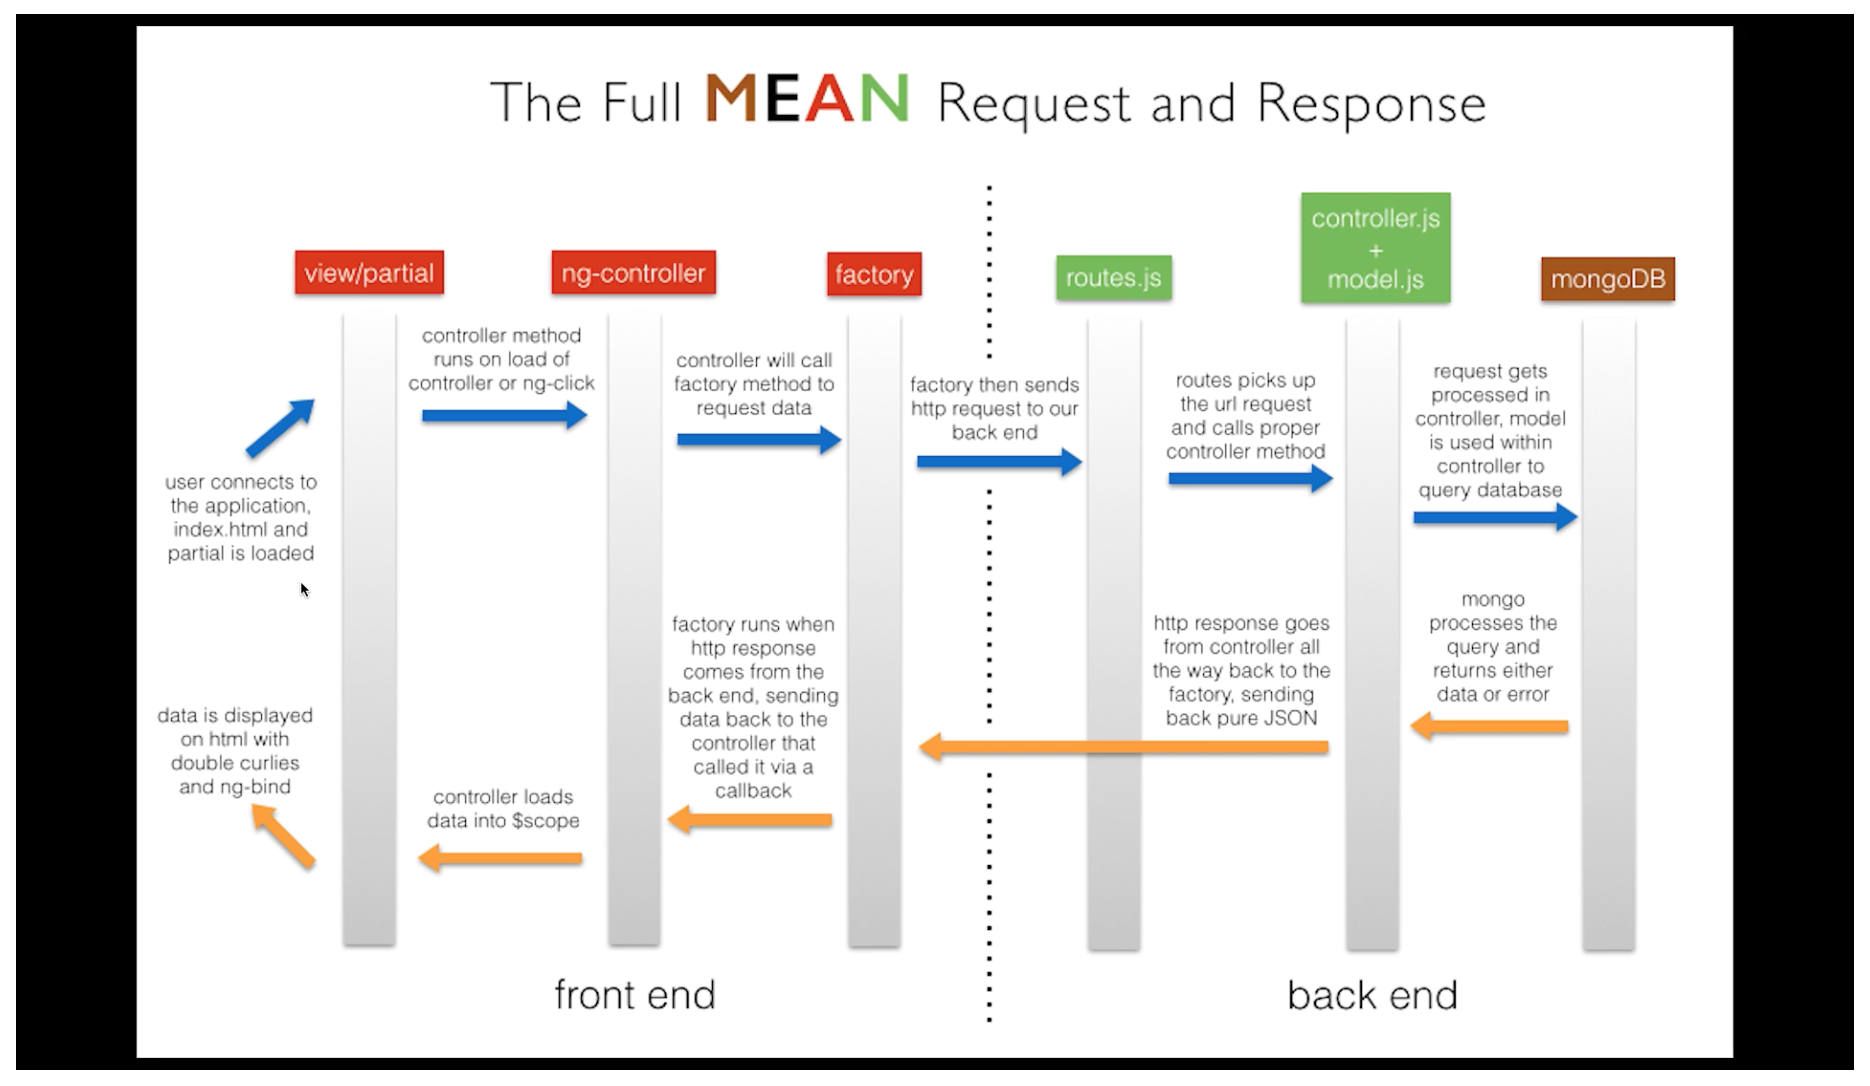 The Full MEAN Request and Response
view/partial
ng-controller
factory
routes.js
controller.js
+
model.js
mongoDB
user connects to
the application,
index.html and
partial is loaded
controller method
runs on load of
controller or ng-click
controller will call
factory method to
request data
factory then sends
http request to our
back end
routes picks up
the url request
and calls proper
controller method
request gets
processed in
controller, model
is used within
controller to
query database
mongo
processes the
query and
returns either
data or error
http response goes
from controller all
the way back to the
factory, sending
back pure JSON
factory runs when
http response
comes from the
back end, sending
data back to the
controller that
called it via a
callback
controller loads
data into $scope
data is displayed
on html with
double curlies
and ng-bind
front end
back end